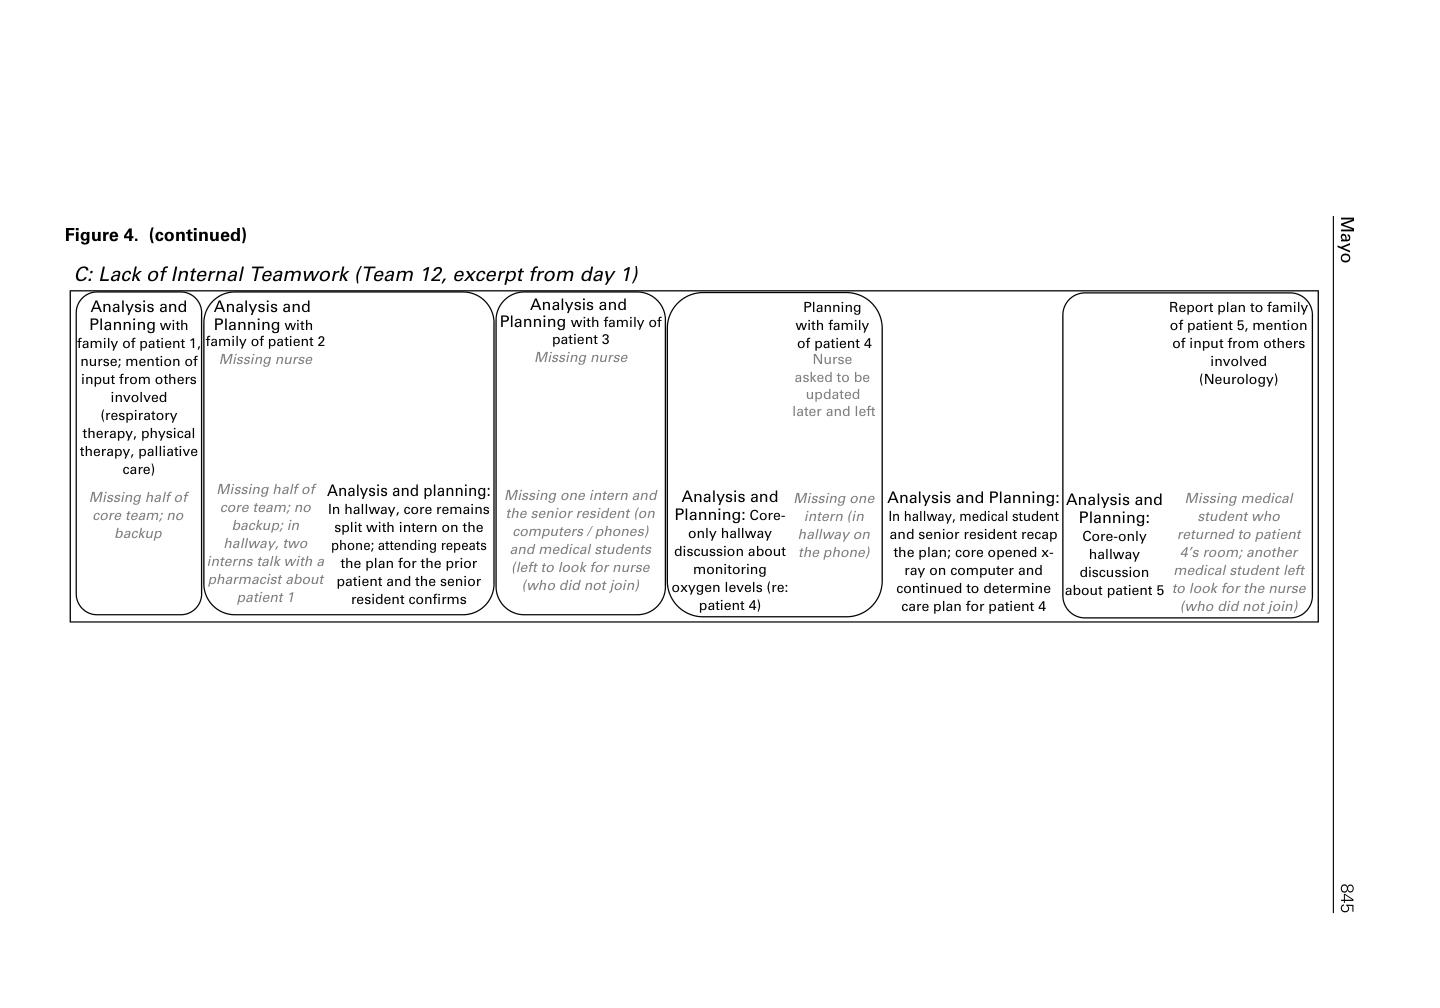 Figure 4. (continued)
C: Lack of Internal Teamwork (Team 12, excerpt from day 1)
Analysis and
Planning with
family of patient 1,
nurse; mention of
input from others
involved
(respiratory
therapy, physical
therapy, palliative
care)
Missing half of
core team; no
backup
Analysis and
Planning with
family of patient 2
Missing nurse
Missing half of
core team; no
backup; in
hallway, two
interns talk with a
pharmacist about
patient 1
Analysis and planning:
In hallway, core remains
split with intern on the
phone; attending repeats
the plan for the prior
patient and the senior
resident confirms
Analysis and
Planning with family of
patient 3
Missing nurse
Missing one intern and
the senior resident (on
computers / phones)
and medical students
(left to look for nurse
(who did not join)
Analysis and
Planning: Core-
only hallway
discussion about
monitoring
oxygen levels (re:
patient 4)
Planning
with family
of patient 4
Nurse
asked to be
updated
later and left
Missing one
intern (in
hallway on
the phone)
Analysis and Planning:
In hallway, medical student
and senior resident recap
the plan; core opened x-
ray on computer and
continued to determine
care plan for patient 4
Analysis and
Planning:
Core-only
hallway
discussion
about patient 5
Report plan to family
of patient 5, mention
of input from others
involved
(Neurology)
Missing medical
student who
returned to patient
4's room; another
medical student left
to look for the nurse
(who did not join)
Mayo
845